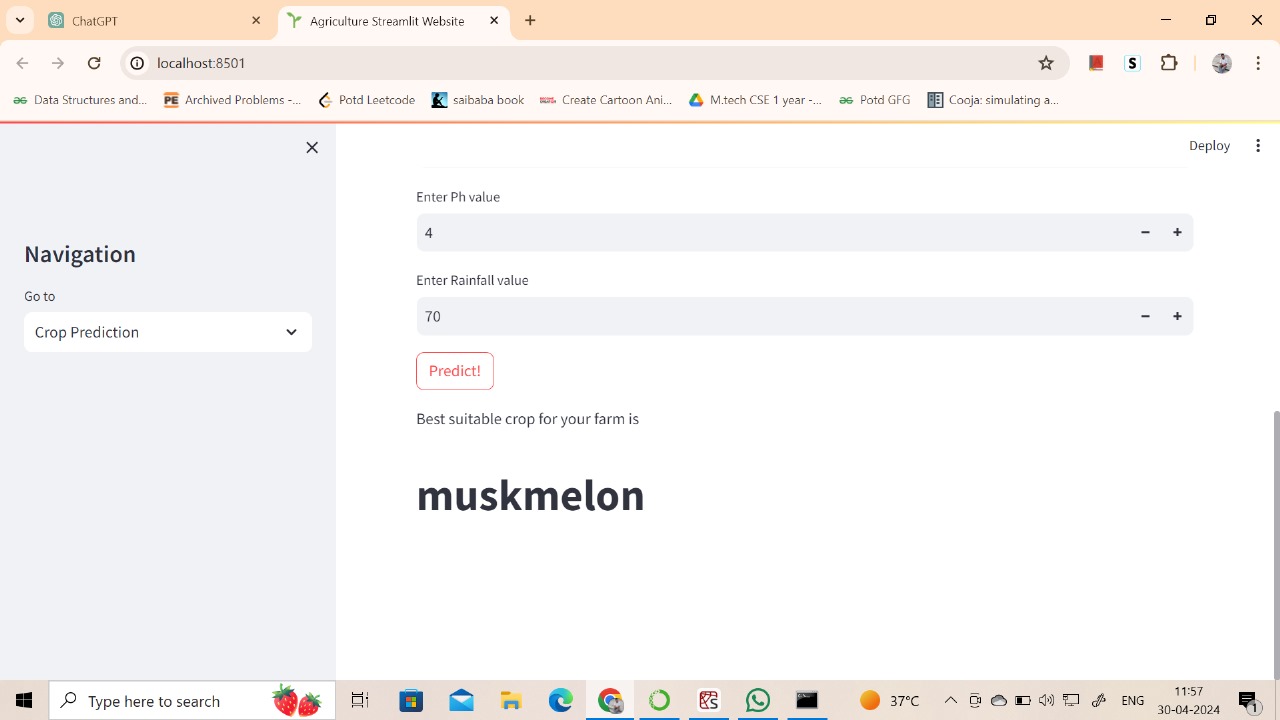 ChatGPT
Agriculture Streamlit Website
localhost:8501
Data Structures and...
PE
Archived Problems -...
Potd Leetcode
saibaba book
Create Cartoon Ani...
M.tech CSE 1 year -...
Potd GFG
Cooja: simulating a...
S
Deploy
Navigation
Go to
Crop Prediction
Enter Ph value
4
Enter Rainfall value
70
Predict!
Best suitable crop for your farm is
muskmelon
Type here to search
37°C
ENG
11:57
30-04-2024
1